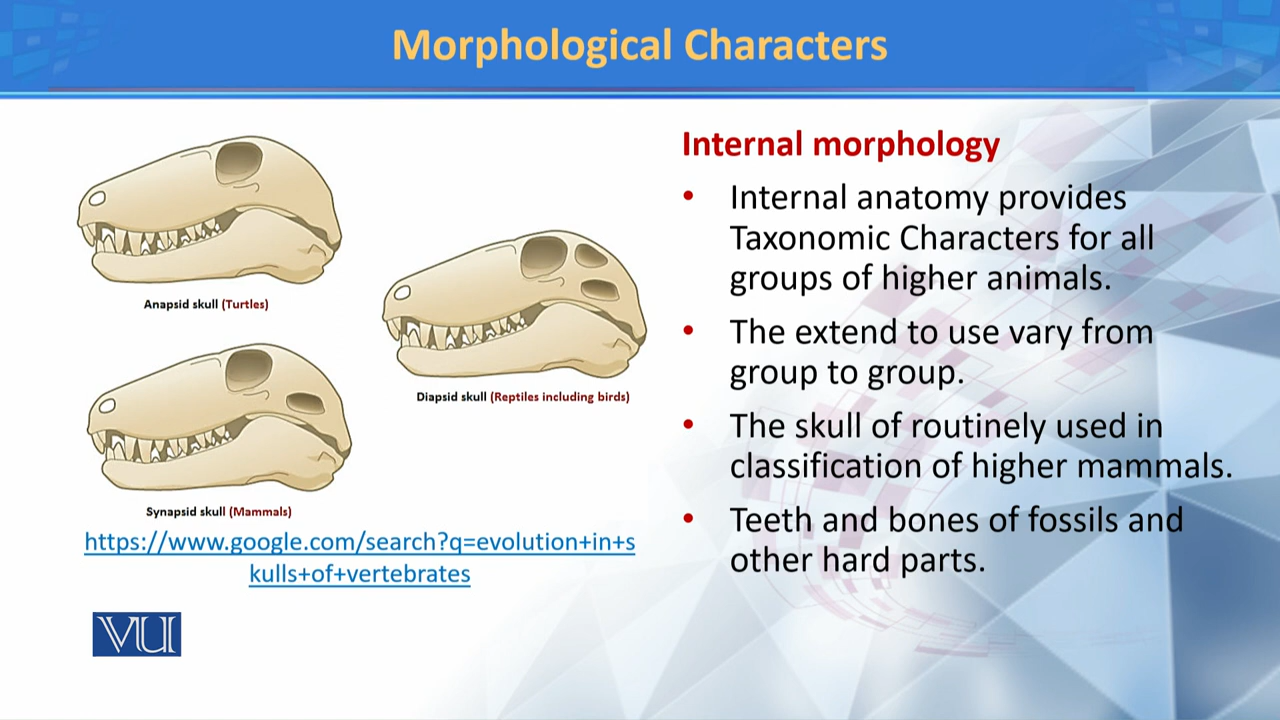 Morphological Characters
Anapsid skull (Turtles)
Diapsid skull (Reptiles including birds)
Synapsid skull (Mammals)
https://www.google.com/search?q=evolution+in+s
kulls+of+vertebrates
VU
Internal morphology
• Internal anatomy provides
Taxonomic Characters for all
groups of higher animals.
• The extend to use vary from
group to group.
• The skull of routinely used in
classification of higher mammals.
• Teeth and bones of fossils and
other hard parts.